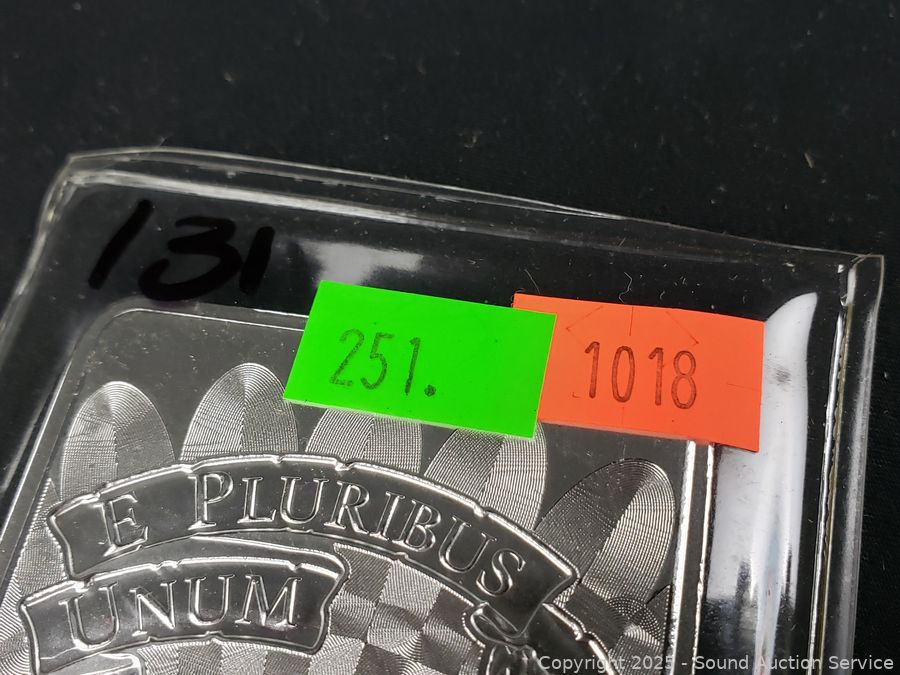 131
251.
1018
E PLURIBUS
UNUM
Copyright 2025 - Sound Auction Service